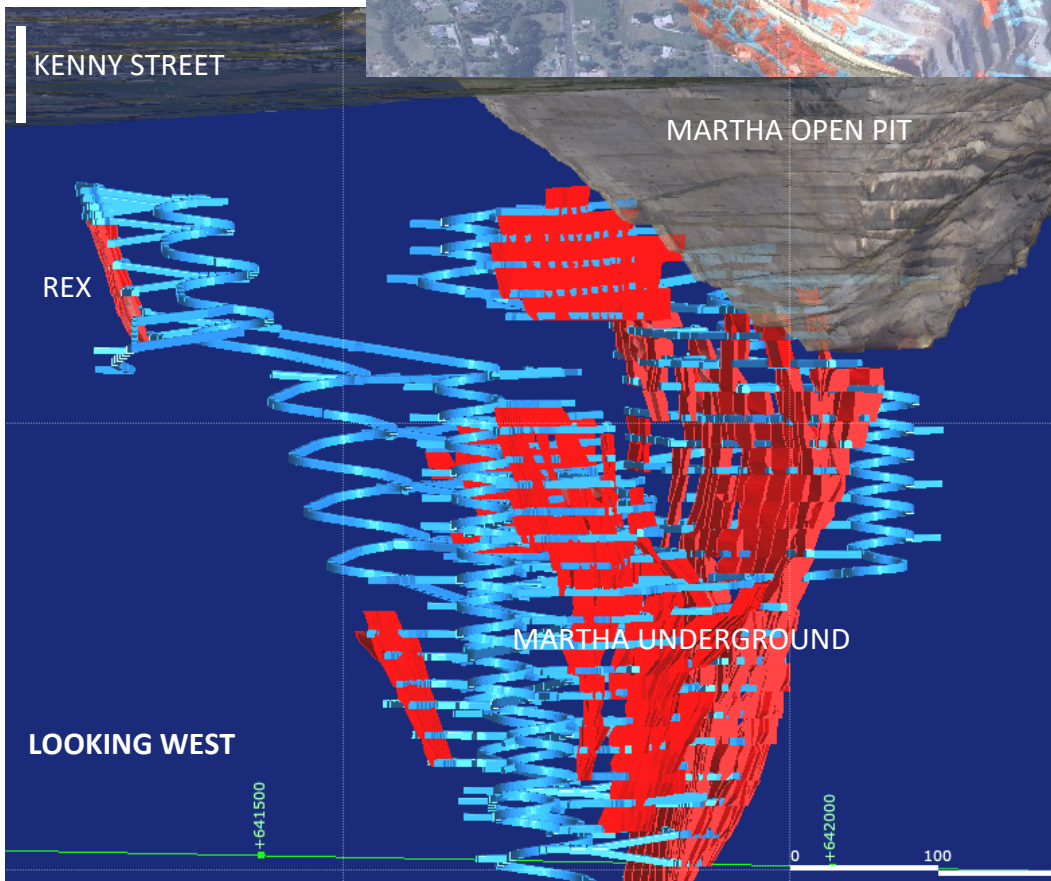 KENNY STREET
MARTHA OPEN PIT
REX
MARTHA UNDERGROUND
LOOKING WEST
+641500
+642000
0 100